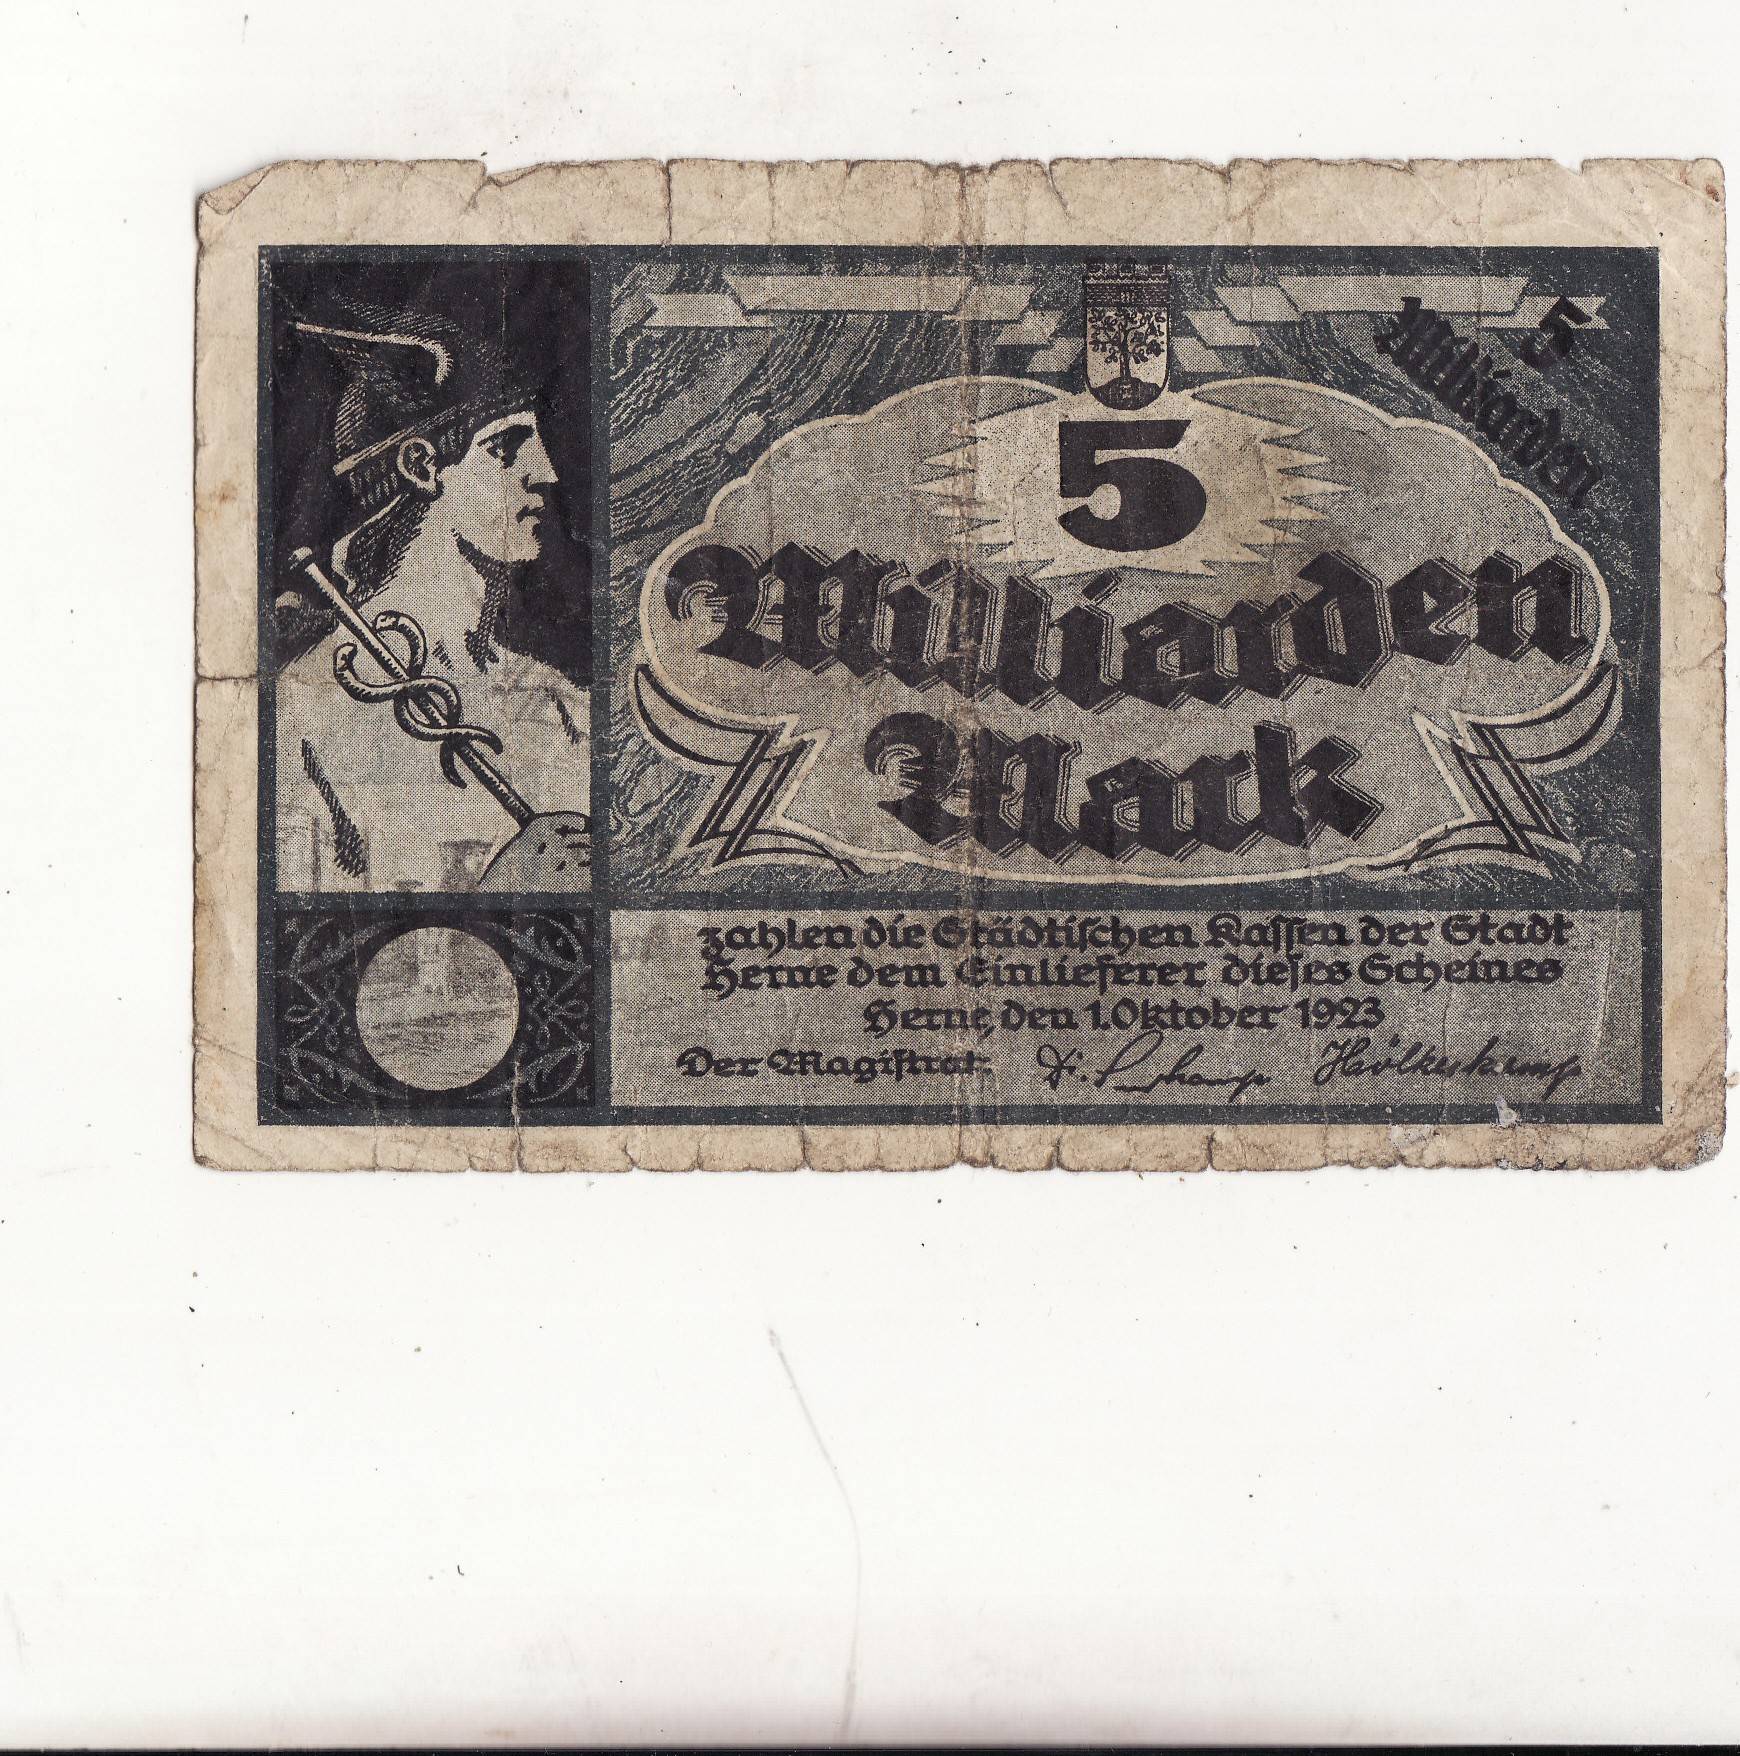 5
Milliarden
5
Milliarden
Mark
zahlen die Städtischen Kassen der Stadt
Herne dem Einlieferer dieses Scheines
Herne, den 1. Oktober 1923
Der Magistrat: